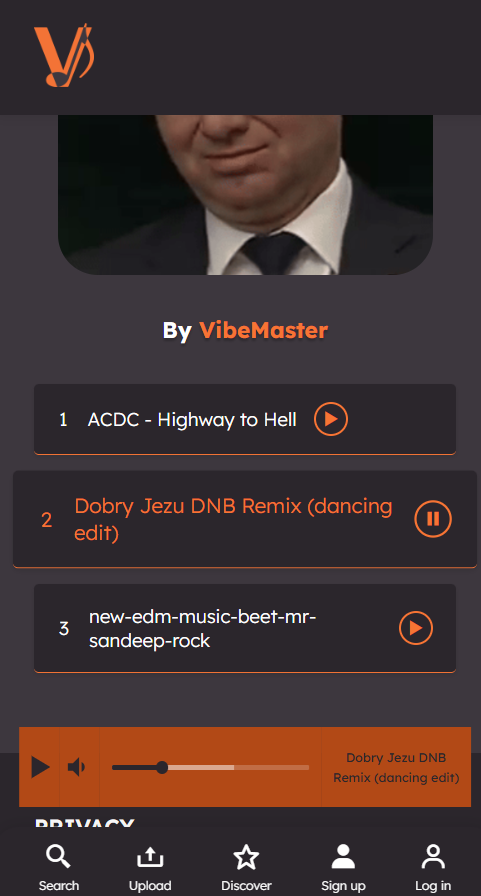 By VibeMaster
1 ACDC - Highway to Hell
2 Dobry Jezu DNB Remix (dancing
edit)
3 new-edm-music-beet-mr-
sandeep-rock
Dobry Jezu DNB
Remix (dancing edit)
PRIVACY
Search Upload Discover Sign up Log in